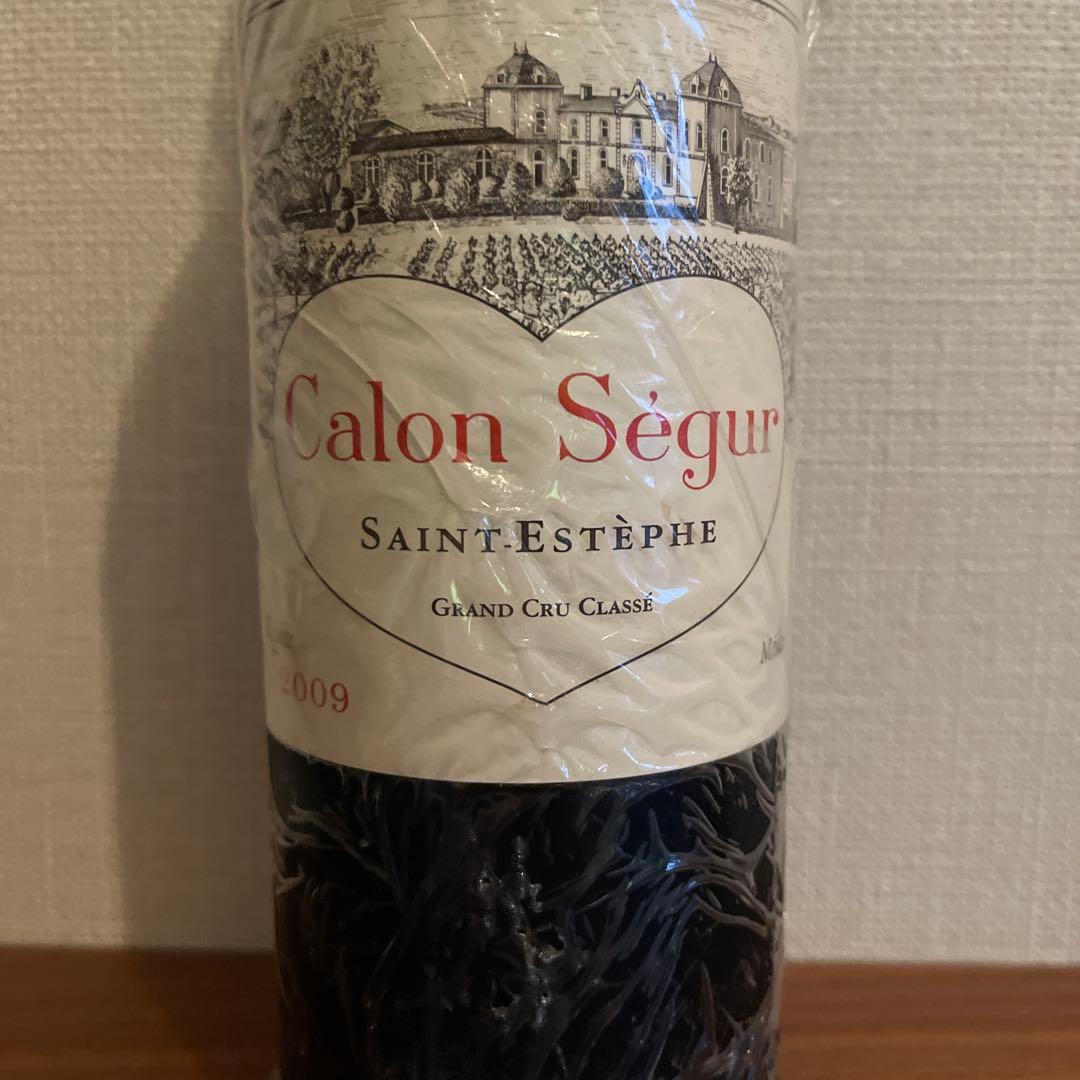 Calon Ségur
SAINT-ESTÈPHE
GRAND CRU CLASSÉ
2009